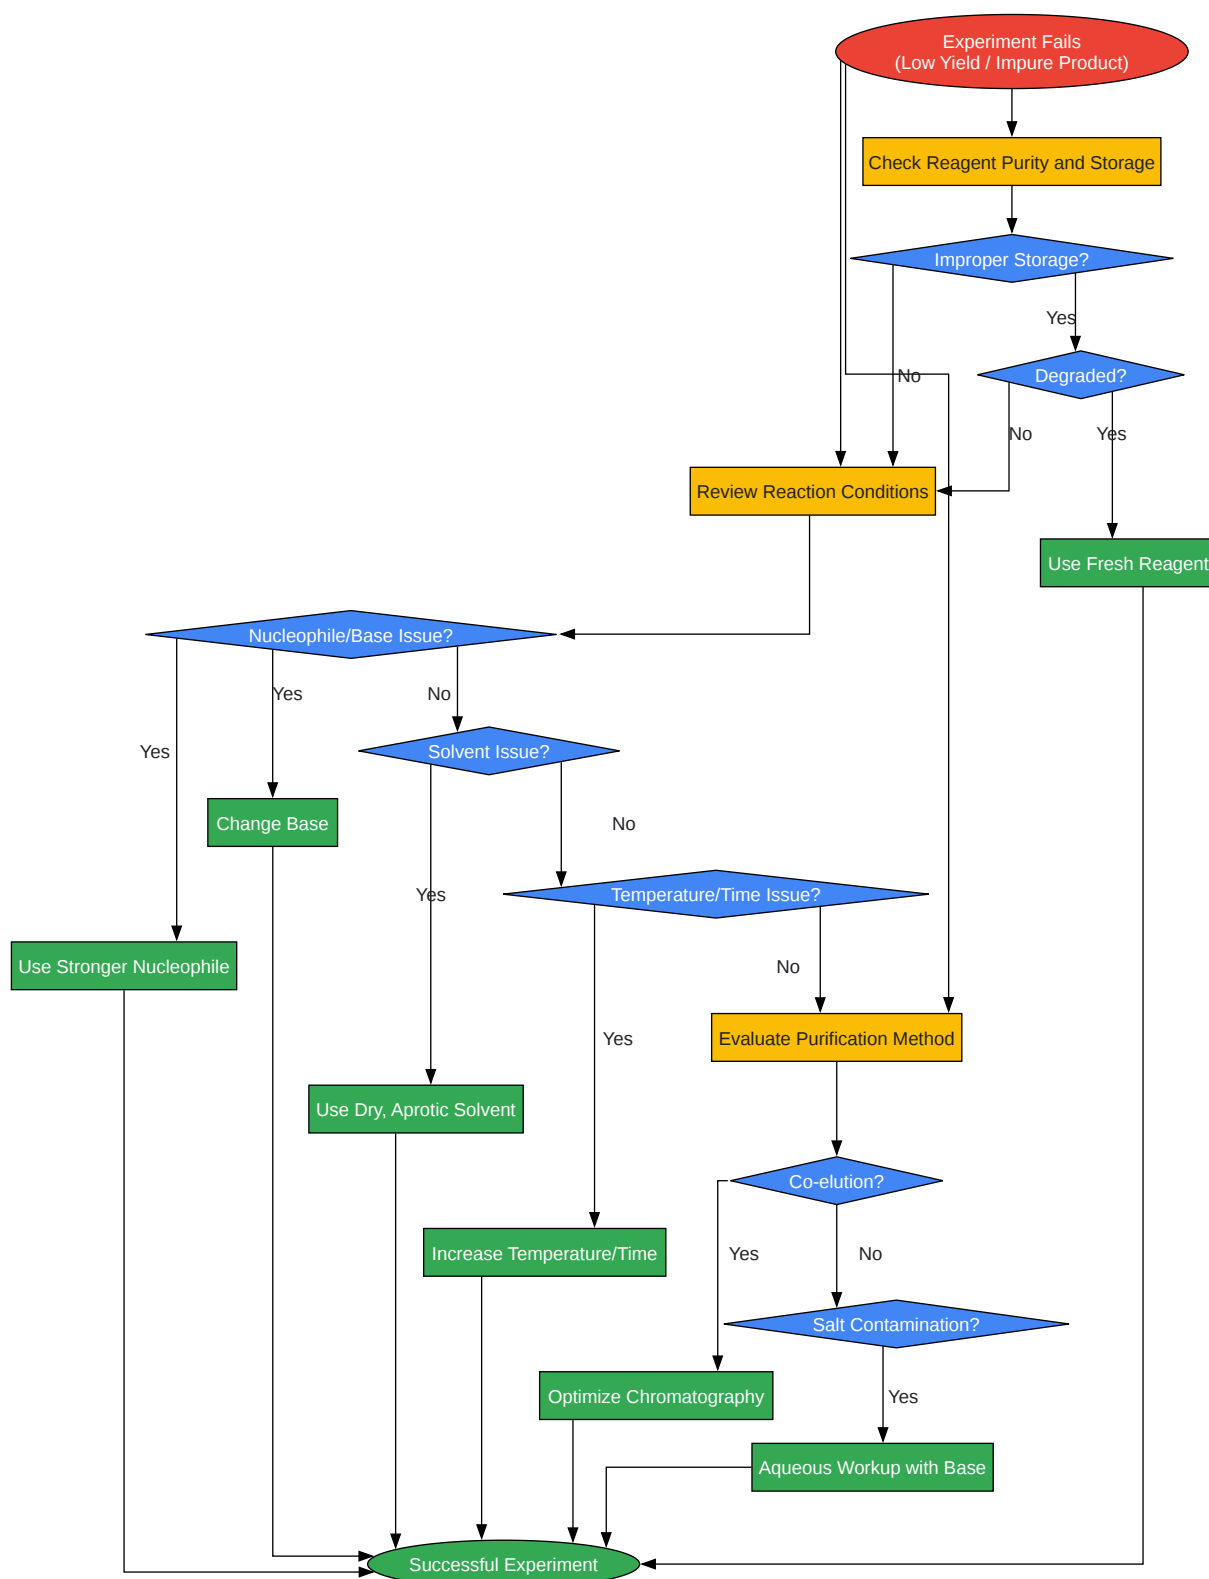 Experiment Fails
(Low Yield / Impure Product)
Check Reagent Purity and Storage
Improper Storage?
Yes
No
Degraded?
No
Yes
Review Reaction Conditions
Use Fresh Reagent
Nucleophile/Base Issue?
Yes
No
Yes
Solvent Issue?
Change Base
No
Yes
Temperature/Time Issue?
Use Stronger Nucleophile
No
Yes
Evaluate Purification Method
Use Dry, Aprotic Solvent
Co-elution?
Increase Temperature/Time
Yes
No
Salt Contamination?
Optimize Chromatography
Yes
Aqueous Workup with Base
Successful Experiment